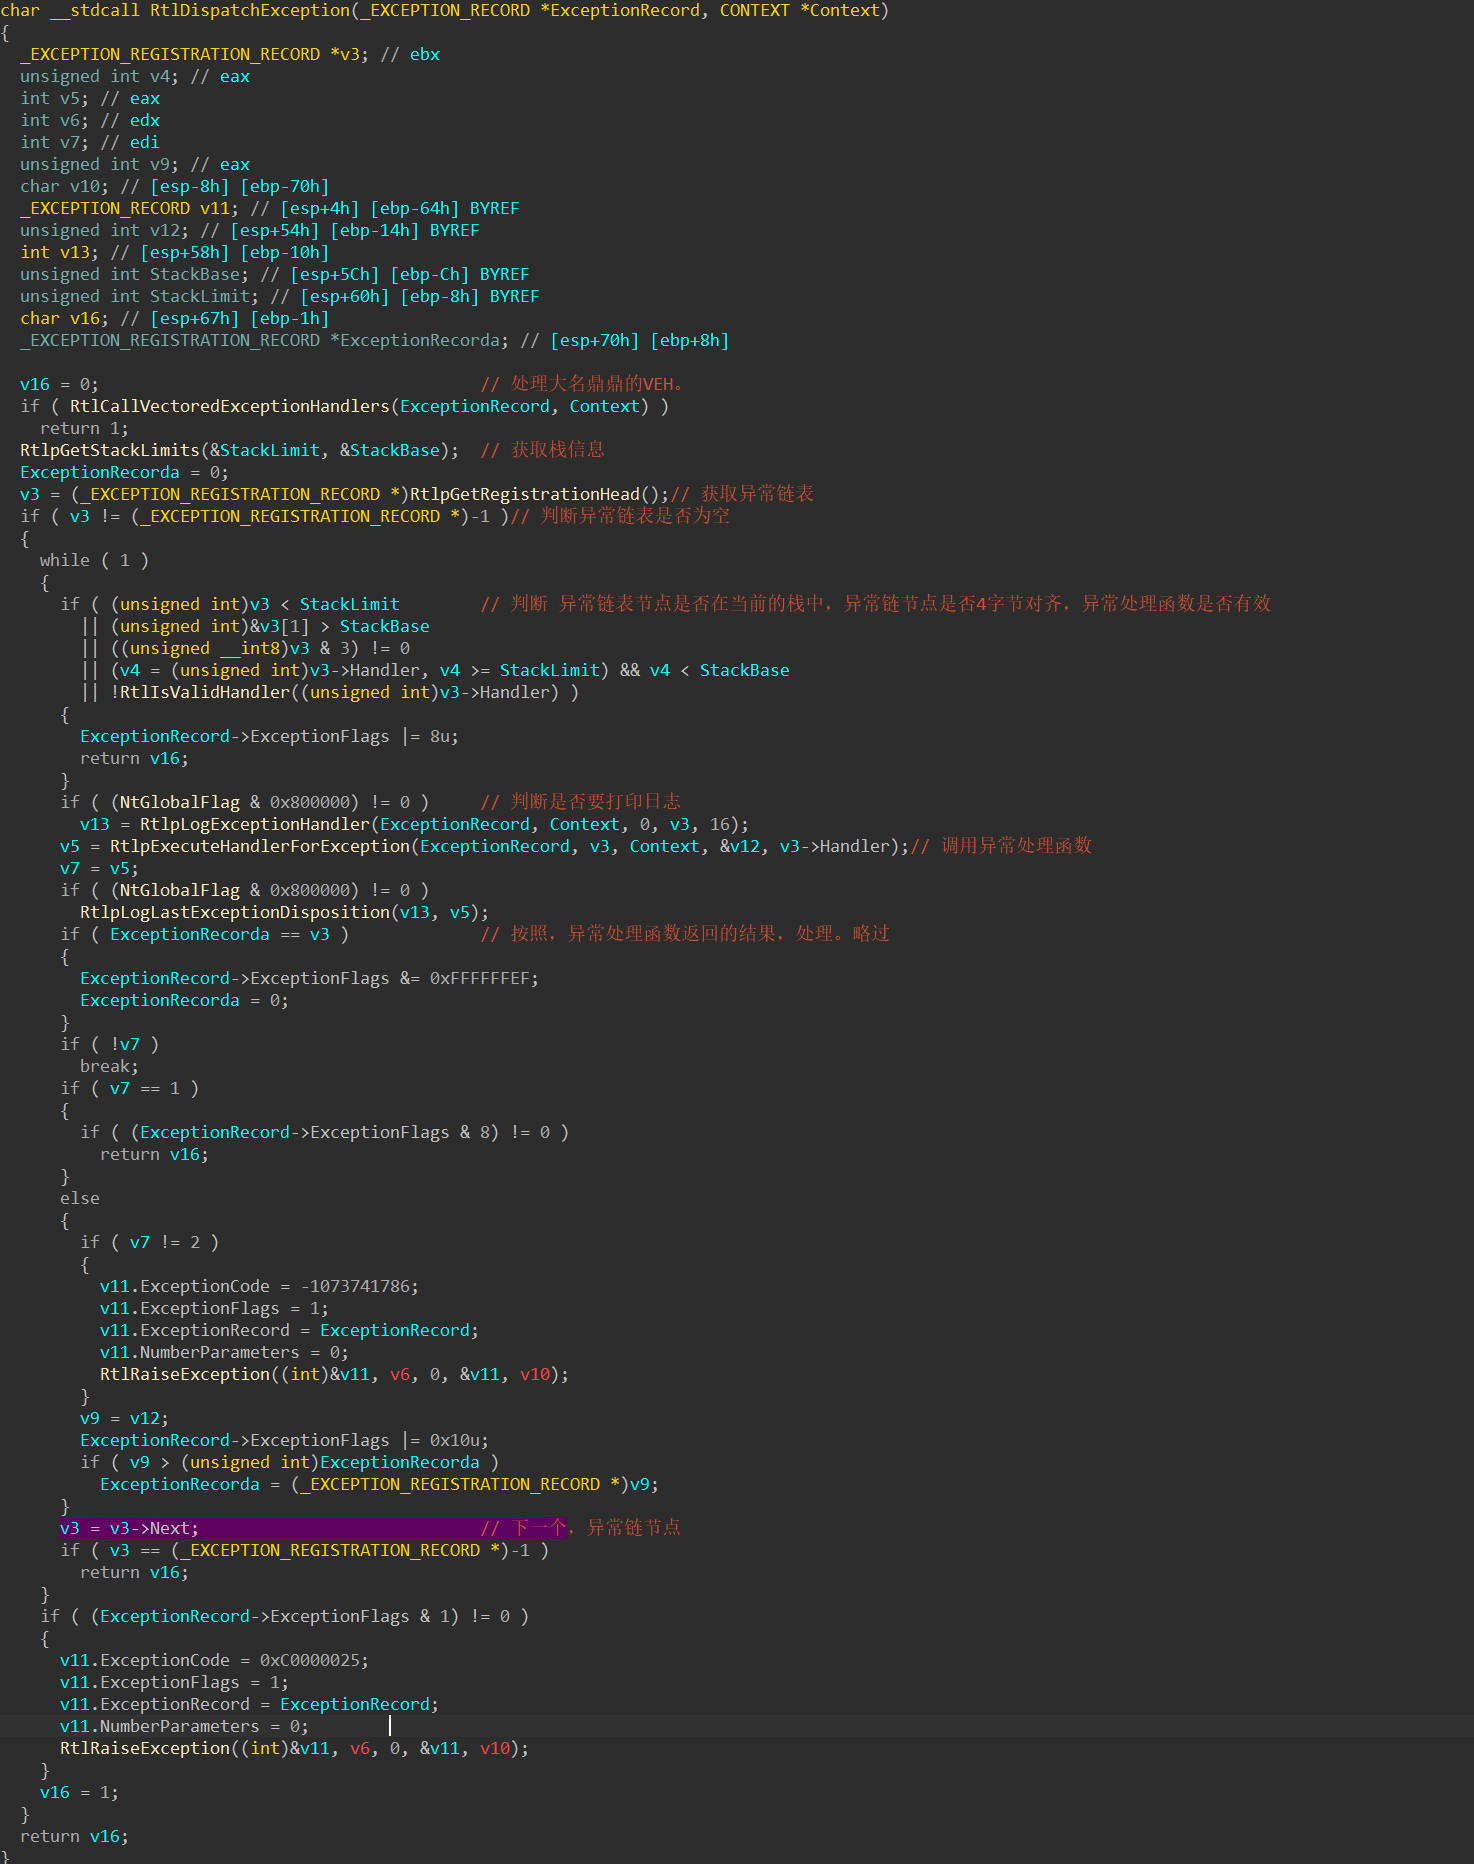 char __stdcall RtlDispatchException(_EXCEPTION_RECORD *ExceptionRecord, CONTEXT *Context)
{
  _EXCEPTION_REGISTRATION_RECORD *v3; // ebx
  unsigned int v4; // eax
  int v5; // eax
  int v6; // edx
  int v7; // edi
  unsigned int v9; // eax
  char v10; // [esp-8h] [ebp-70h]
  _EXCEPTION_RECORD v11; // [esp+4h] [ebp-64h] BYREF
  unsigned int v12; // [esp+54h] [ebp-14h] BYREF
  int v13; // [esp+58h] [ebp-10h]
  unsigned int StackBase; // [esp+5Ch] [ebp-Ch] BYREF
  unsigned int StackLimit; // [esp+60h] [ebp-8h] BYREF
  char v16; // [esp+67h] [ebp-1h]
  _EXCEPTION_REGISTRATION_RECORD *ExceptionRecorda; // [esp+70h] [ebp+8h]

  v16 = 0;                                      // 处理大名鼎鼎的VEH。
  if ( RtlCallVectoredExceptionHandlers(ExceptionRecord, Context) )
    return 1;
  RtlpGetStackLimits(&StackLimit, &StackBase);  // 获取栈信息
  ExceptionRecorda = 0;
  v3 = (_EXCEPTION_REGISTRATION_RECORD *)RtlpGetRegistrationHead();// 获取异常链表
  if ( v3 != (_EXCEPTION_REGISTRATION_RECORD *)-1 )// 判断异常链表是否为空
  {
    while ( 1 )
    {
      if ( (unsigned int)v3 < StackLimit        // 判断 异常链表节点是否在当前的栈中，异常链节点是否4字节对齐，异常处理函数是否有效
        || (unsigned int)&v3[1] > StackBase
        || ((unsigned __int8)v3 & 3) != 0
        || (v4 = (unsigned int)v3->Handler, v4 >= StackLimit) && v4 < StackBase
        || !RtlIsValidHandler((unsigned int)v3->Handler) )
      {
        ExceptionRecord->ExceptionFlags |= 8u;
        return v16;
      }
      if ( (NtGlobalFlag & 0x800000) != 0 )     // 判断是否要打印日志
        v13 = RtlpLogExceptionHandler(ExceptionRecord, Context, 0, v3, 16);
      v5 = RtlpExecuteHandlerForException(ExceptionRecord, v3, Context, &v12, v3->Handler);// 调用异常处理函数
      v7 = v5;
      if ( (NtGlobalFlag & 0x800000) != 0 )
        RtlpLogLastExceptionDisposition(v13, v5);
      if ( ExceptionRecorda == v3 )             // 按照，异常处理函数返回的结果，处理。略过
      {
        ExceptionRecord->ExceptionFlags &= 0xFFFFFFEF;
        ExceptionRecorda = 0;
      }
      if ( !v7 )
        break;
      if ( v7 == 1 )
      {
        if ( (ExceptionRecord->ExceptionFlags & 8) != 0 )
          return v16;
      }
      else
      {
        if ( v7 != 2 )
        {
          v11.ExceptionCode = -1073741786;
          v11.ExceptionFlags = 1;
          v11.ExceptionRecord = ExceptionRecord;
          v11.NumberParameters = 0;
          RtlRaiseException((int)&v11, v6, 0, &v11, v10);
        }
        v9 = v12;
        ExceptionRecord->ExceptionFlags |= 0x10u;
        if ( v9 > (unsigned int)ExceptionRecorda )
          ExceptionRecorda = (_EXCEPTION_REGISTRATION_RECORD *)v9;
      }
      v3 = v3->Next;                            // 下一个，异常链节点
      if ( v3 == (_EXCEPTION_REGISTRATION_RECORD *)-1 )
        return v16;
    }
    if ( (ExceptionRecord->ExceptionFlags & 1) != 0 )
    {
      v11.ExceptionCode = 0xC0000025;
      v11.ExceptionFlags = 1;
      v11.ExceptionRecord = ExceptionRecord;
      v11.NumberParameters = 0;
      RtlRaiseException((int)&v11, v6, 0, &v11, v10);
    }
    v16 = 1;
  }
  return v16;
}